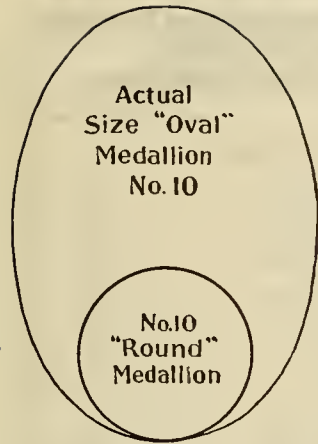 Actual
Size "Oval"
Medallion
No. 10
No. 10
"Round"
Medallion